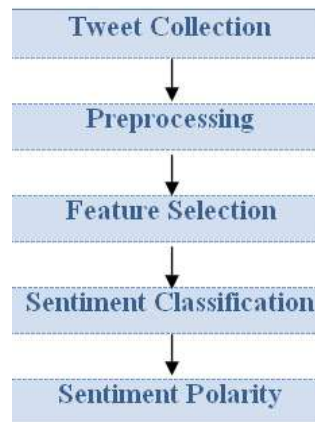 Tweet Collection
Preprocessing
Feature Selection
Sentiment Classification
Sentiment Polarity